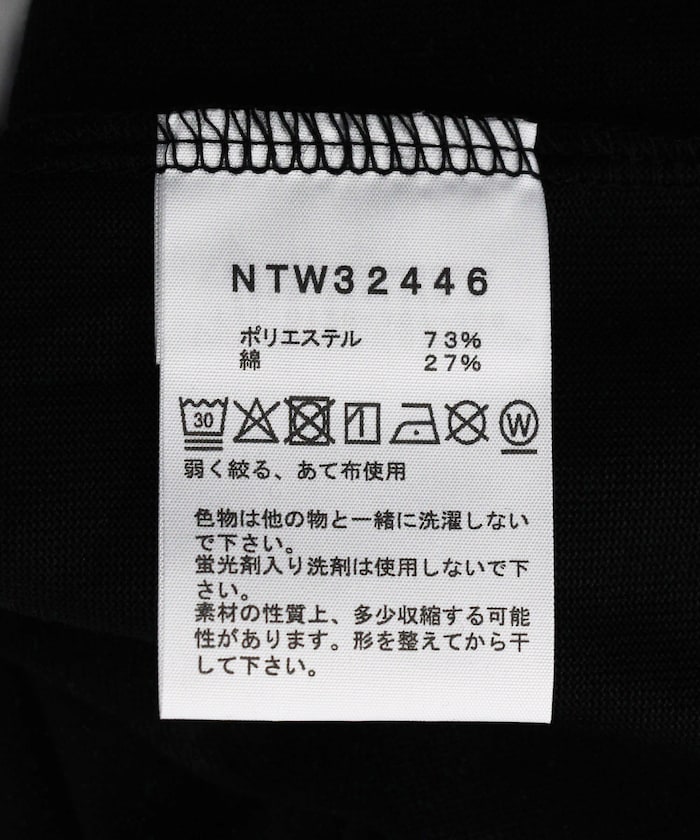 NTW32446
ポリエステル 73%
綿 27%
30 W
弱く絞る、あて布使用
色物は他の物と一緒に洗濯しない
で下さい。
蛍光剤入り洗剤は使用しないで下
さい。
素材の性質上、多少収縮する可能
性があります。形を整えてから干
して下さい。